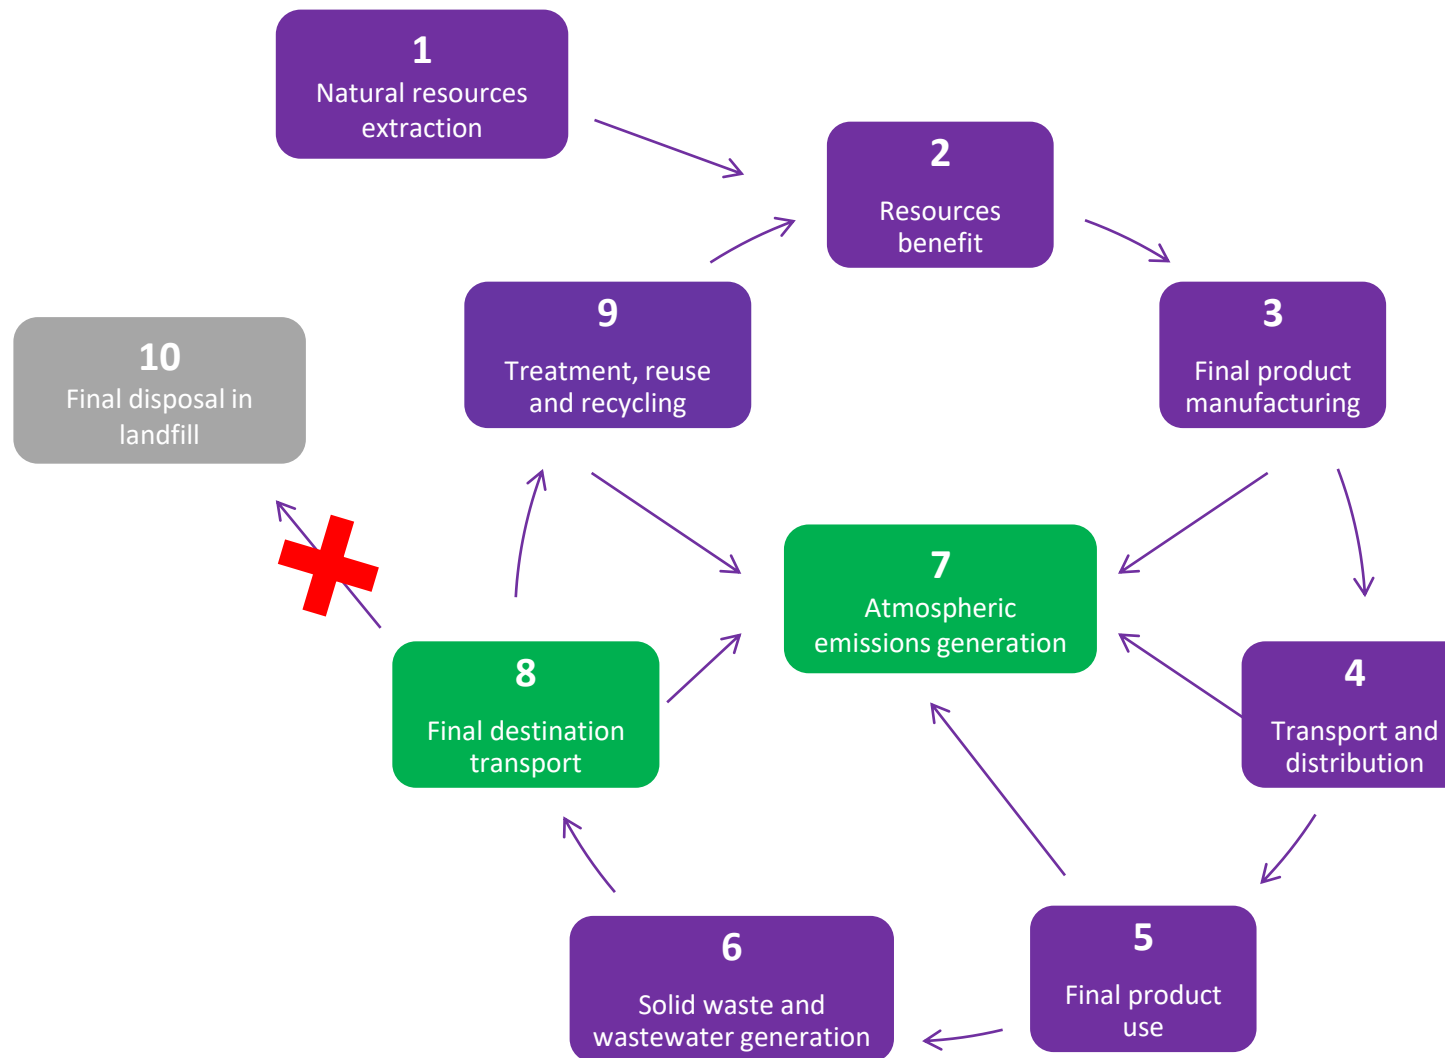 1
Natural resources
extraction
2
Resources
benefit
3
Final product
manufacturing
4
Transport and
distribution
5
Final product
use
6
Solid waste and
wastewater generation
7
Atmospheric
emissions generation
8
Final destination
transport
9
Treatment, reuse
and recycling
10
Final disposal in
landfill